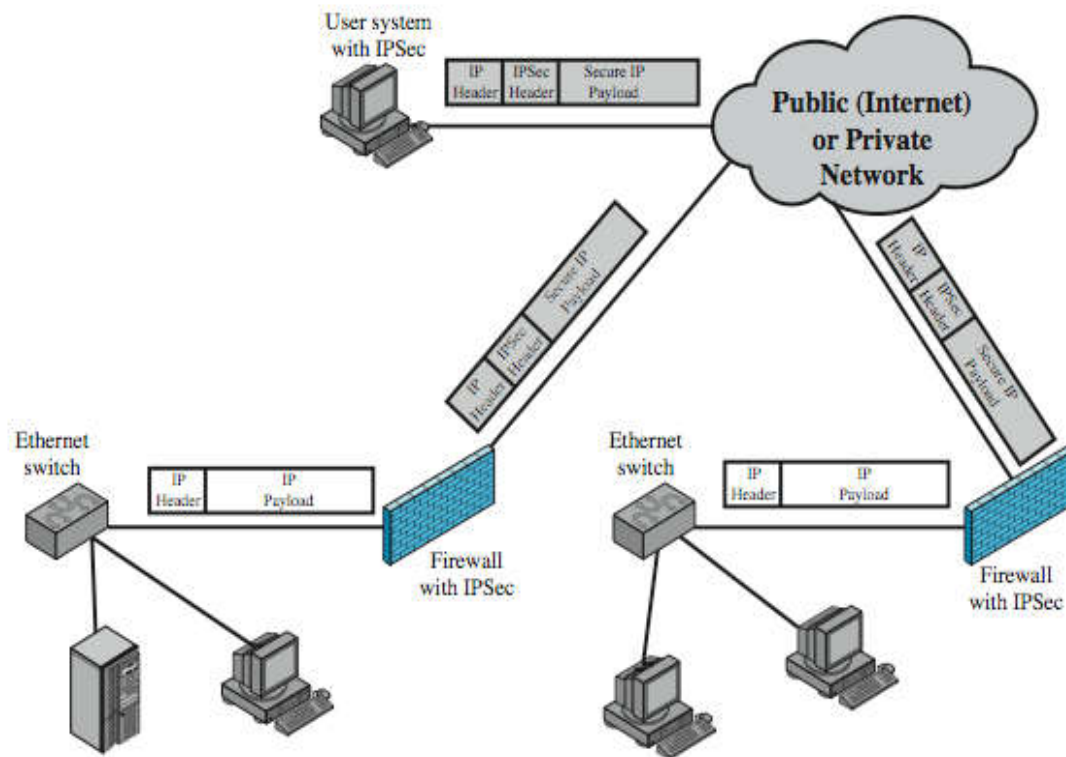 User system
with IPSec
IP
Header
IPSec
Header
Secure IP
Payload
Public (Internet)
or Private
Network
IP
Header
IPSec
Header
Secure IP
Payload
IP
Header
IPSec
Header
Secure IP
Payload
Ethernet
switch
IP
Header
IP
Payload
Firewall
with IPSec
Ethernet
switch
IP
Header
IP
Payload
Firewall
with IPSec